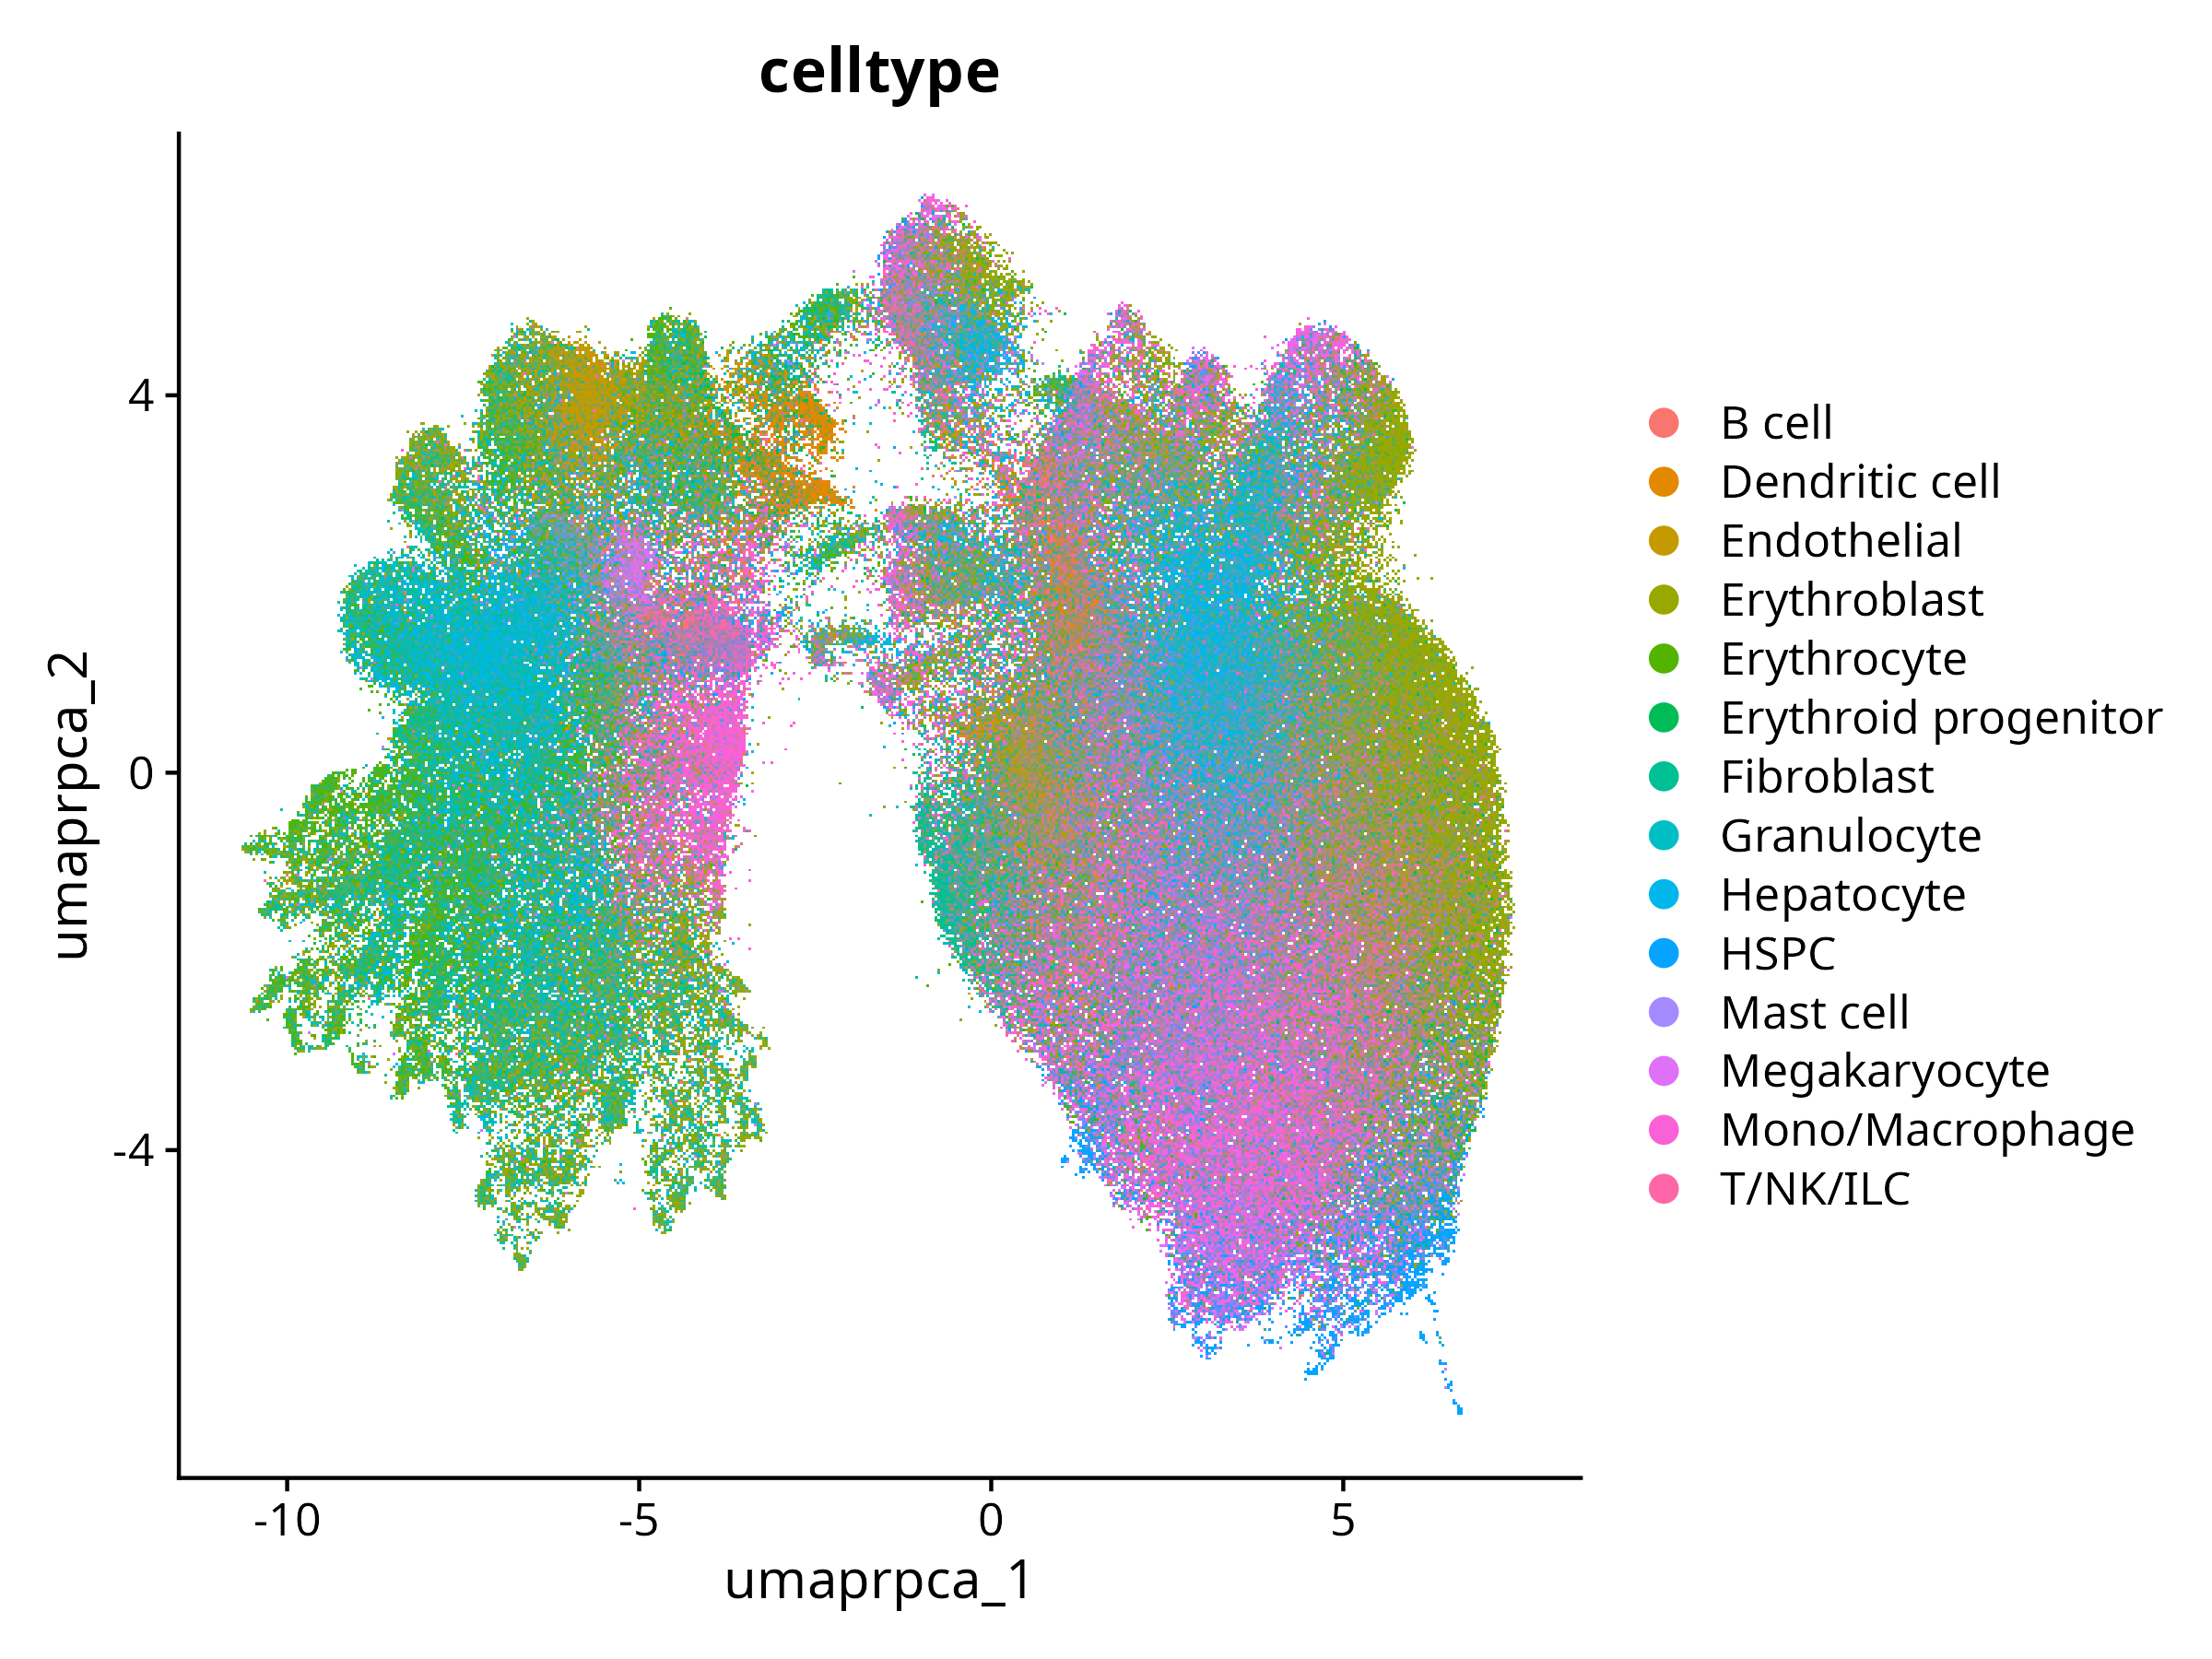 celltype
umaprpca_2
4
0
-4
-10
-5
0
5
umaprpca_1
B cell
Dendritic cell
Endothelial
Erythroblast
Erythrocyte
Erythroid progenitor
Fibroblast
Granulocyte
Hepatocyte
HSPC
Mast cell
Megakaryocyte
Mono/Macrophage
T/NK/ILC